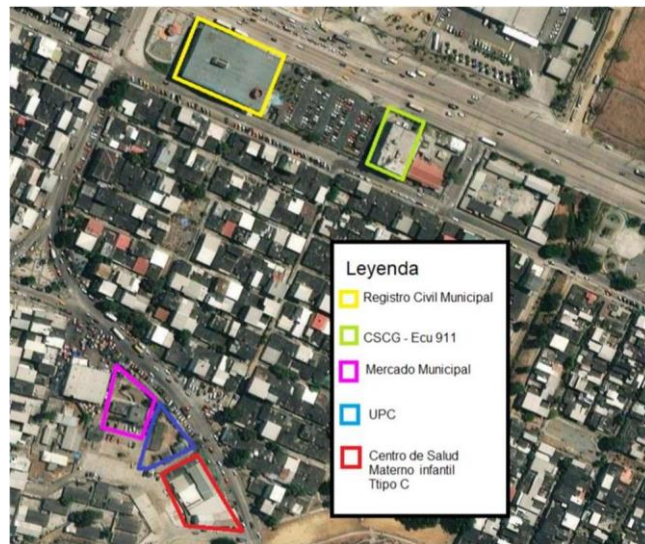 Leyenda
Registro Civil Municipal
CSCG - Ecu 911
Mercado Municipal
UPC
Centro de Salud
Materno infantil
Ttipo C